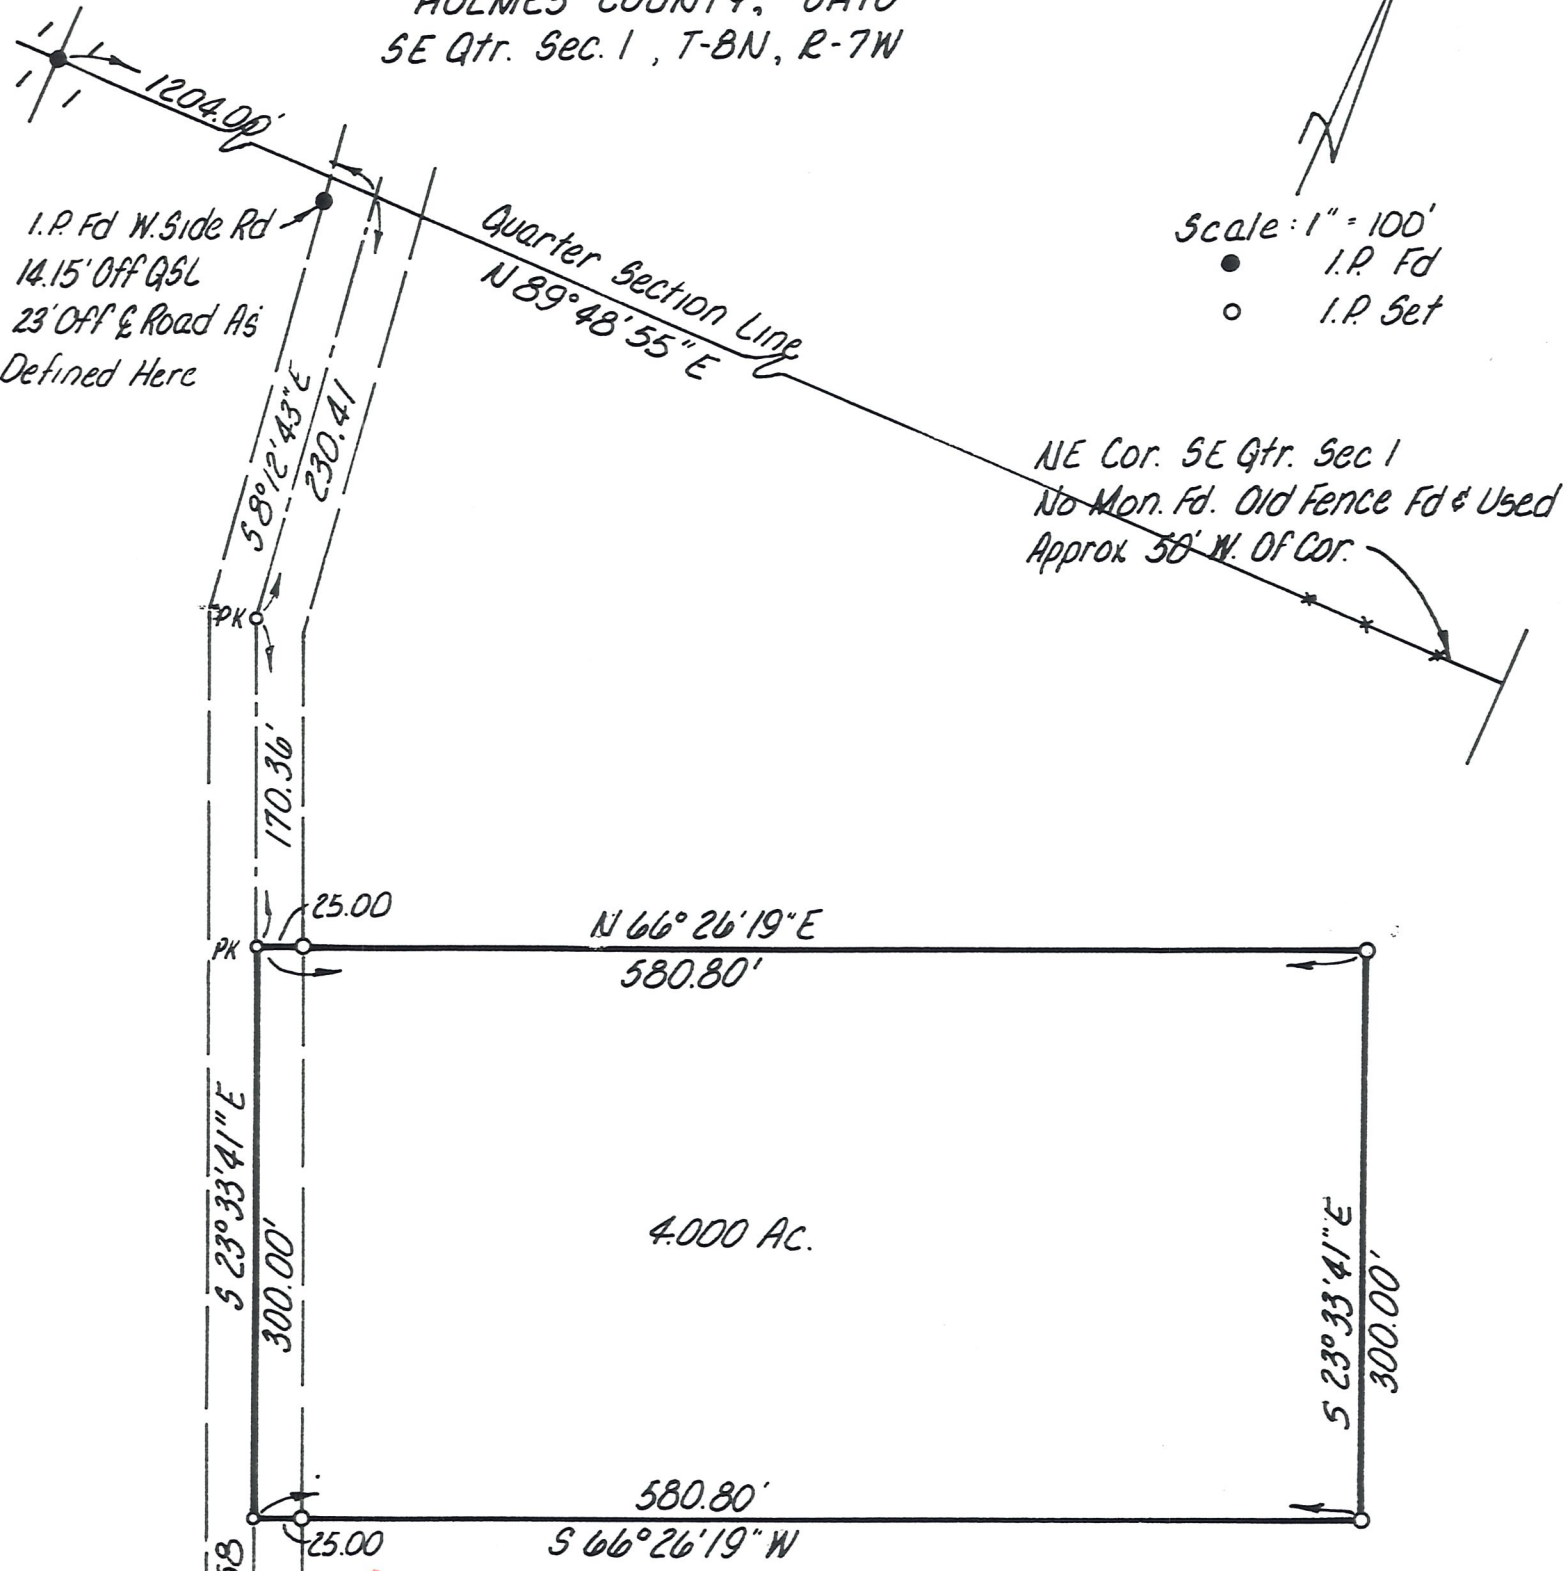 HOLMES COUNTY, OHIO
SE Qtr. Sec. 1, T-8N, R-7W
1204.00'
I.P. Fd W. Side Rd
14.15' Off QSL
23' Off ℄ Road As
Defined Here
Quarter Section Line
N 89° 48' 55" E
N
Scale: 1" = 100'
I.P. Fd
I.P. Set
NE Cor. SE Qtr. Sec 1
No Mon. Fd. Old Fence Fd & Used
Approx 50' W. Of Cor.
S 8° 12' 43" E
230.41
PK
170.36'
25.00
PK
N 66° 26' 19" E
580.80'
S 23° 33' 41" E
300.00'
4.000 Ac.
S 23° 33' 41" E
300.00'
580.80'
25.00
S 66° 26' 19" W